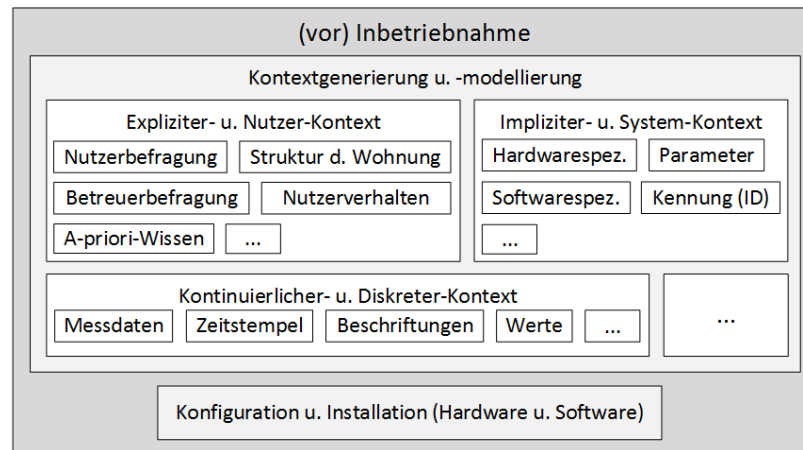 (vor) Inbetriebnahme
Kontextgenerierung u. -modellierung
Expliziter- u. Nutzer-Kontext
Nutzerbefragung
Struktur d. Wohnung
Betreuerbefragung
Nutzerverhalten
A-priori-Wissen
...
Impliziter- u. System-Kontext
Hardwarespez.
Parameter
Softwarespez.
Kennung (ID)
...
Kontinuierlicher- u. Diskreter-Kontext
Messdaten
Zeitstempel
Beschriftungen
Werte
...
...
Konfiguration u. Installation (Hardware u. Software)